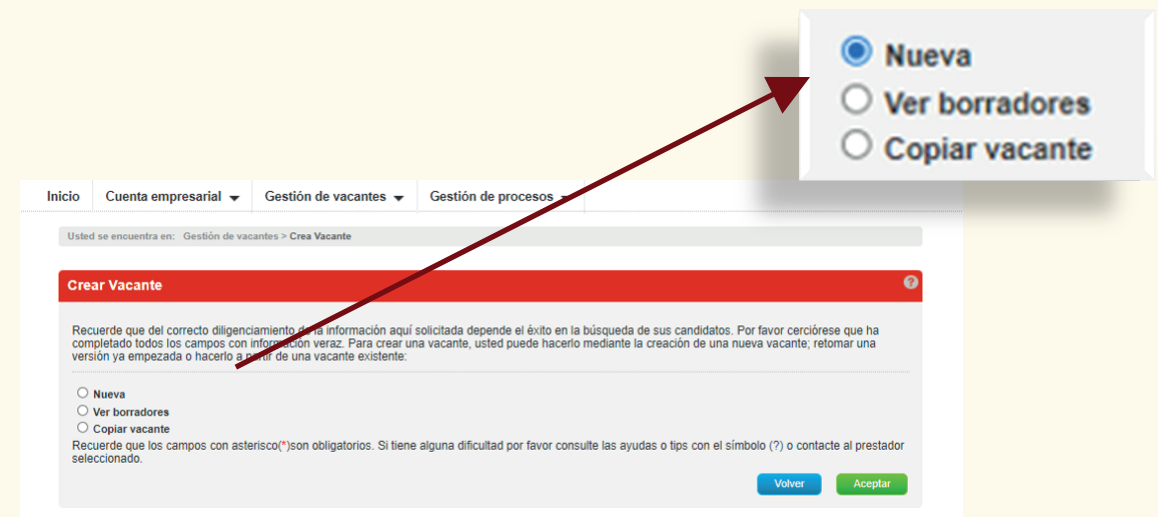 Nueva
Ver borradores
Copiar vacante
Inicio Cuenta empresarial Gestión de vacantes Gestión de procesos
Usted se encuentra en: Gestión de vacantes > Crea Vacante
Crear Vacante ?
Recuerde que del correcto diligenciamiento de la información aquí solicitada depende el éxito en la búsqueda de sus candidatos. Por favor cerciórese que ha
completado todos los campos con información veraz. Para crear una vacante, usted puede hacerlo mediante la creación de una nueva vacante; retomar una
versión ya empezada o hacerlo a partir de una vacante existente:
Nueva
Ver borradores
Copiar vacante
Recuerde que los campos con asterisco(*)son obligatorios. Si tiene alguna dificultad por favor consulte las ayudas o tips con el símbolo (?) o contacte al prestador
seleccionado.
Volver Aceptar